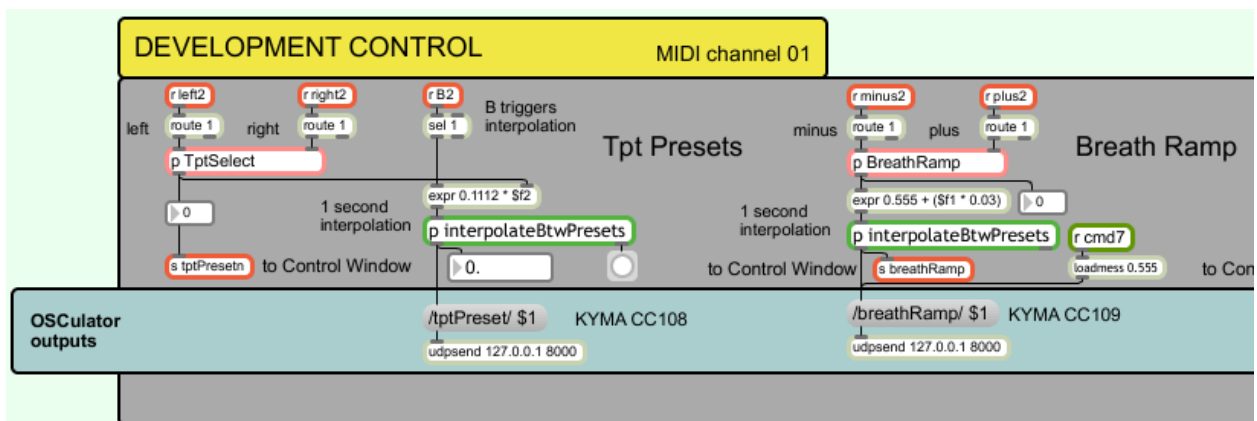 DEVELOPMENT CONTROL
MIDI channel 01
r left2
r right2
r B2
B triggers
interpolation
r minus2
r plus2
left
route 1
right
route 1
sel 1
minus
route 1
plus
route 1
Tpt Presets
Breath Ramp
p TptSelect
p BreathRamp
expr 0.1112 * $f2
expr 0.555 + ($f1 * 0.03)
0
0
1 second
interpolation
p interpolateBtwPresets
1 second
interpolation
p interpolateBtwPresets
r cmd7
s tptPresetn
to Control Window
0.
to Control Window
s breathRamp
loadmess 0.555
to Con
OSCulator
outputs
/tptPreset/ $1
KYMA CC108
/breathRamp/ $1
KYMA CC109
udpsend 127.0.0.1 8000
udpsend 127.0.0.1 8000